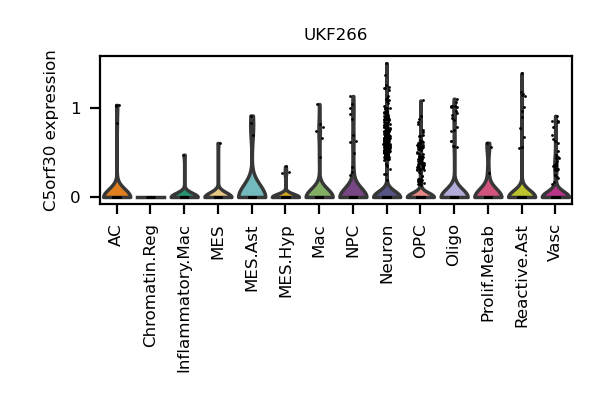 UKF266
C5orf30 expression
1
0
AC
Chromatin.Reg
Inflammatory.Mac
MES
MES.Ast
MES.Hyp
Mac
NPC
Neuron
OPC
Oligo
Prolif.Metab
Reactive.Ast
Vasc